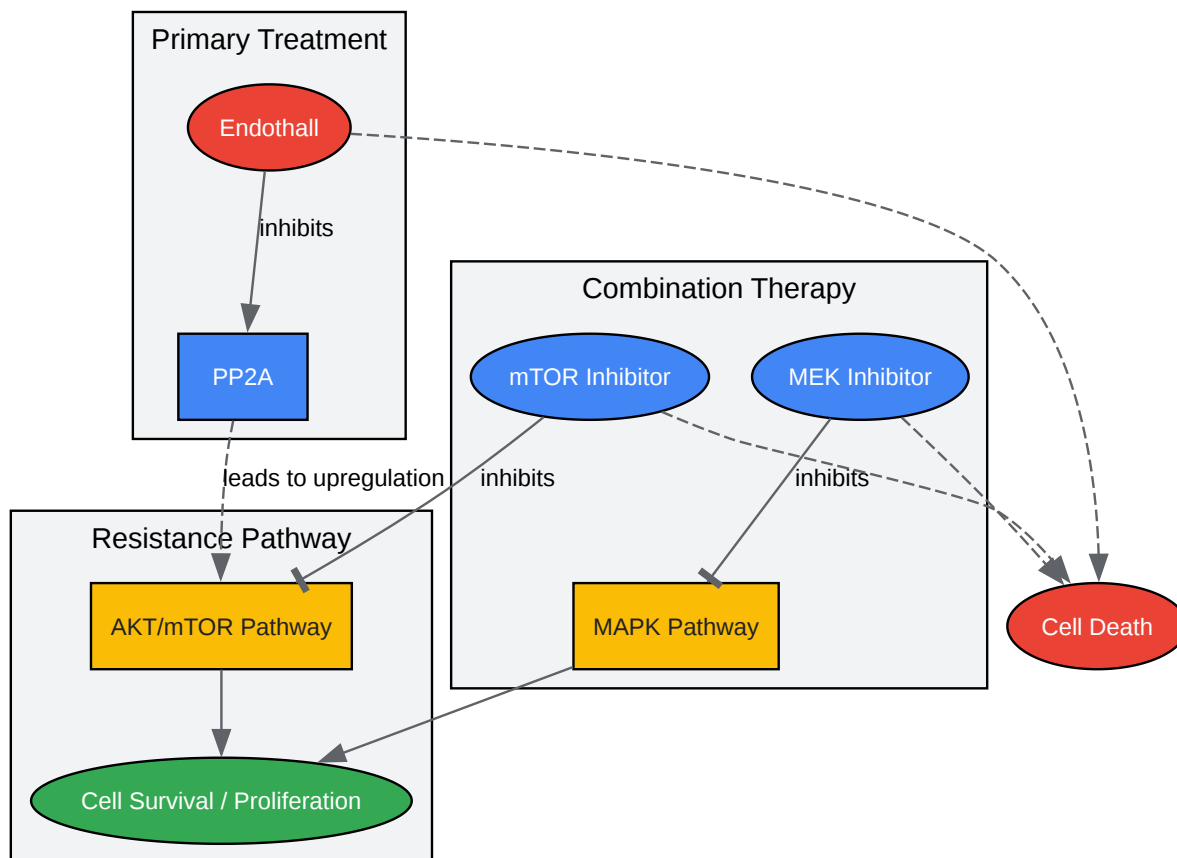 Primary Treatment
Endothall
inhibits
Combination Therapy
PP2A
mTOR Inhibitor
MEK Inhibitor
leads to upregulation
inhibits
inhibits
Resistance Pathway
AKT/mTOR Pathway
MAPK Pathway
Cell Death
Cell Survival / Proliferation